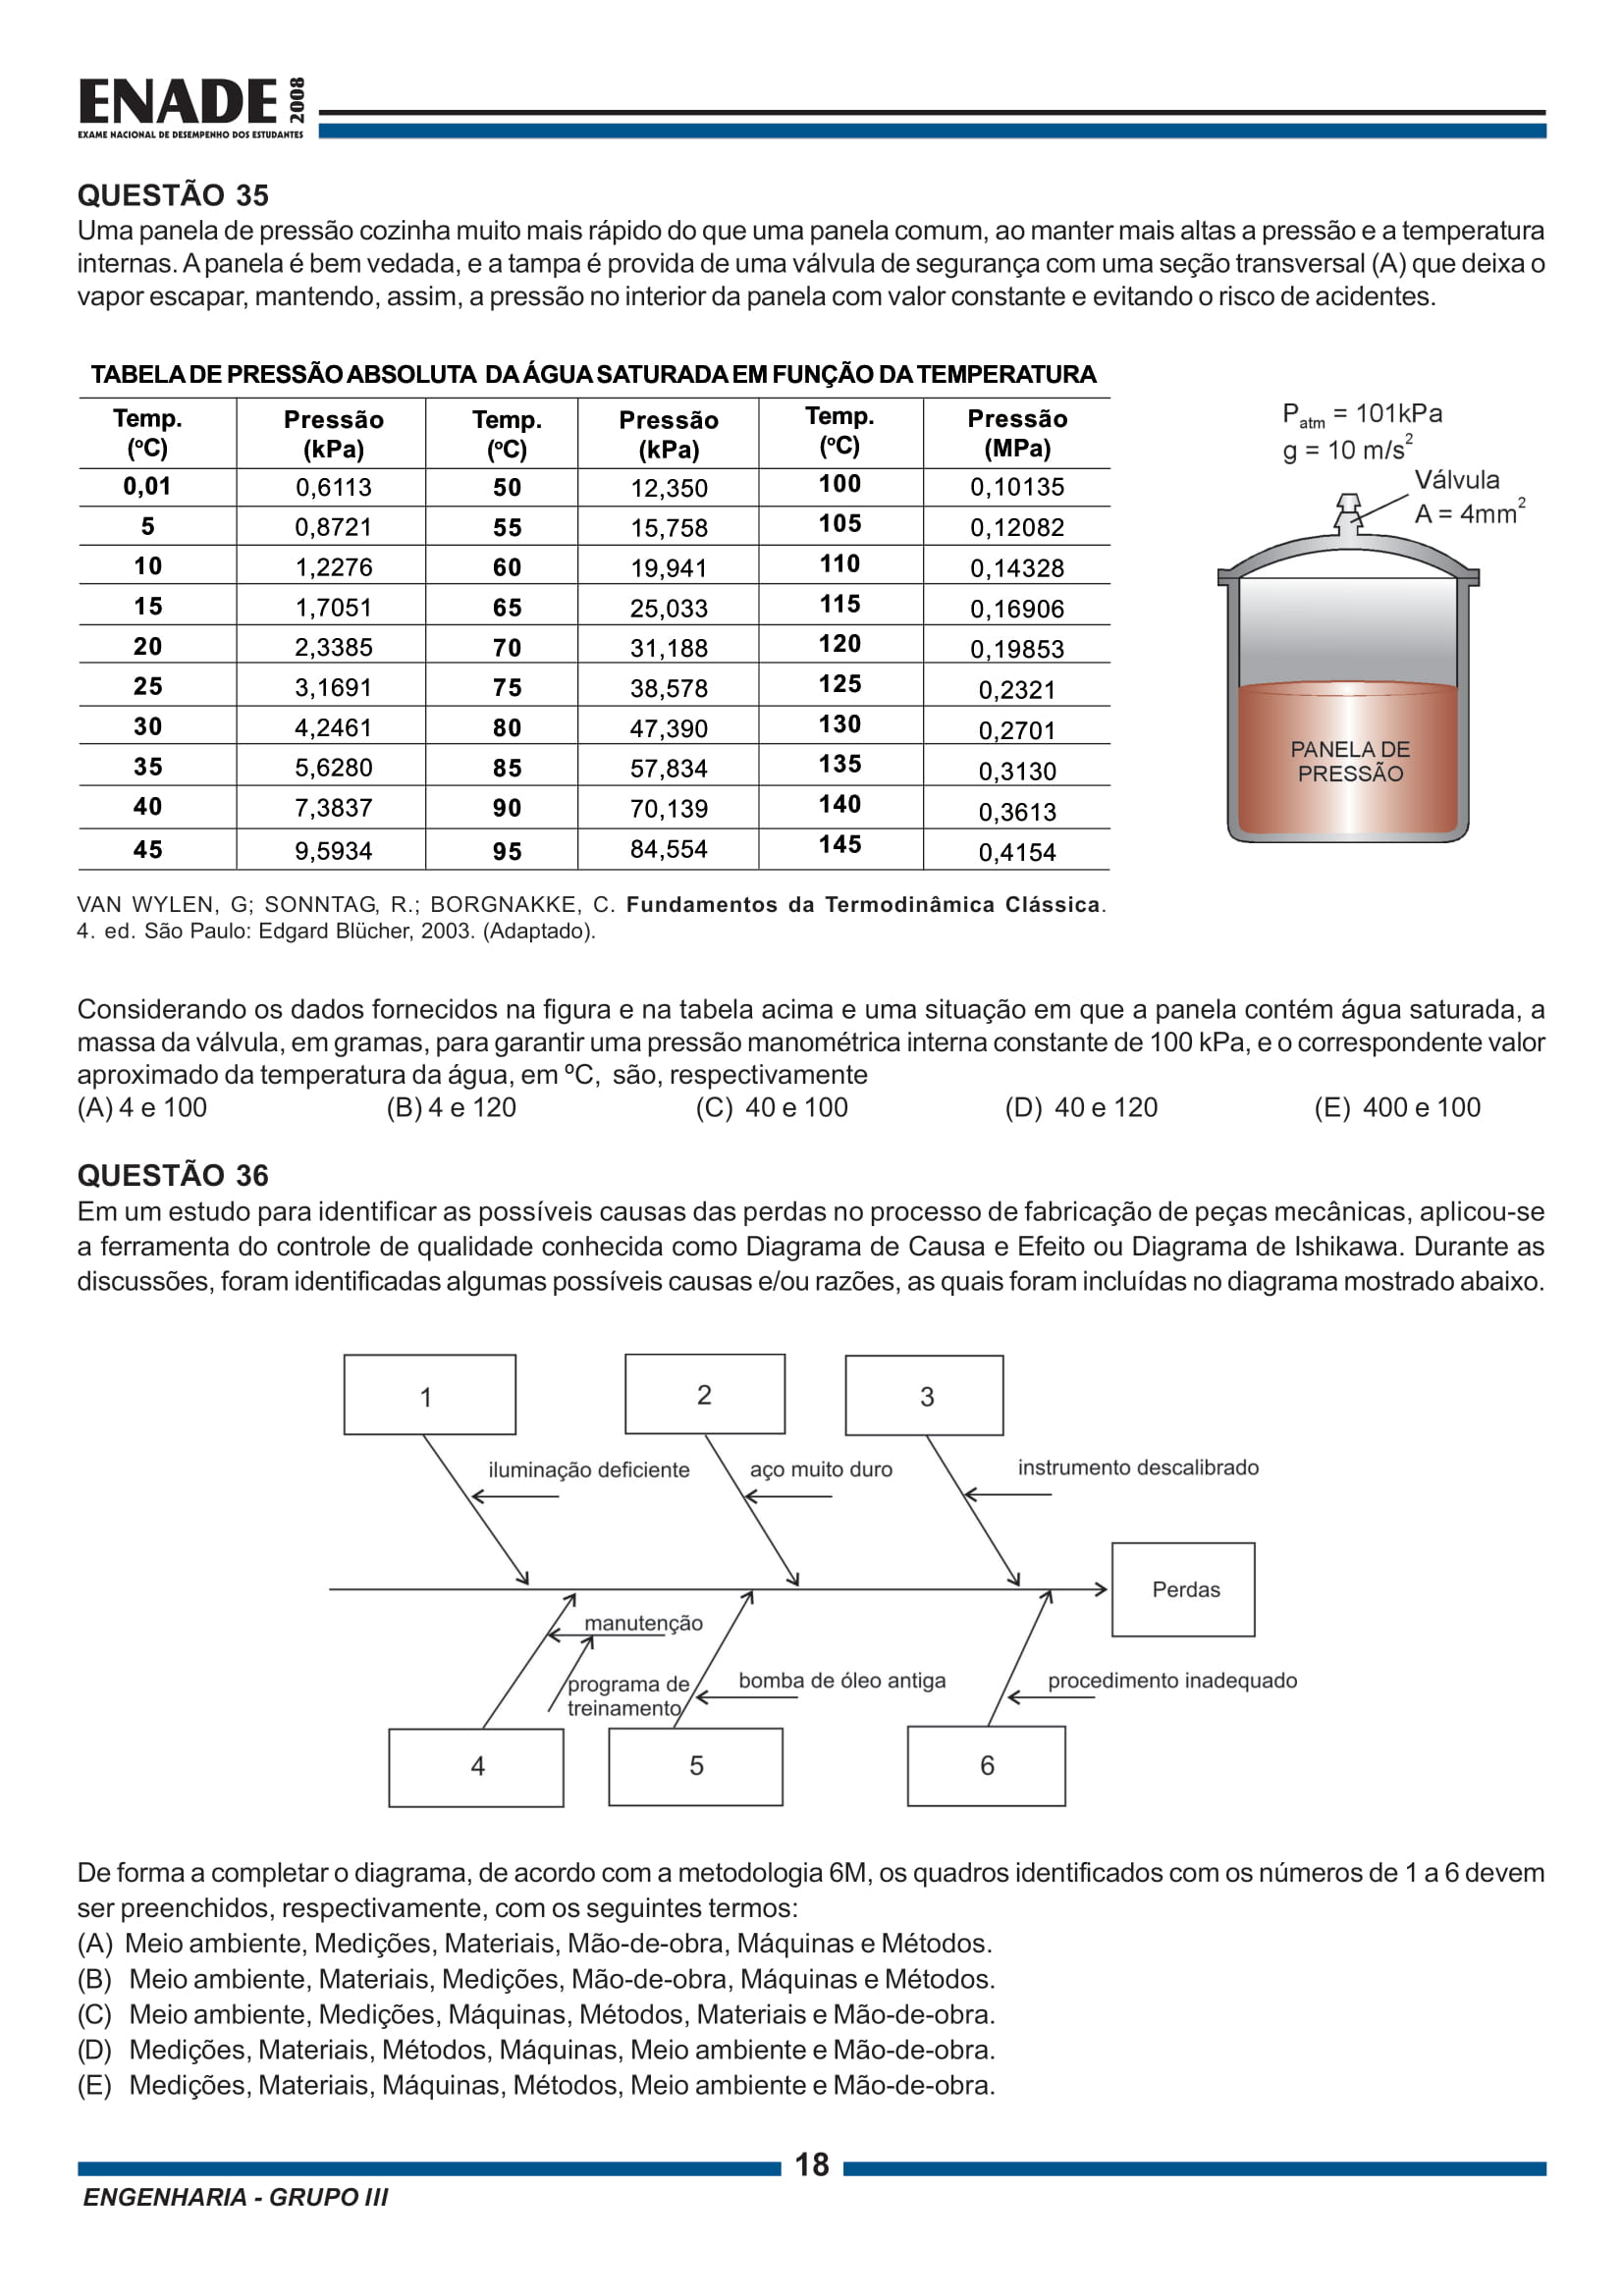 ENADE 2008
EXAME NACIONAL DE DESEMPENHO DOS ESTUDANTES
QUESTÃO 35
Uma panela de pressão cozinha muito mais rápido do que uma panela comum, ao manter mais altas a pressão e a temperatura
internas. A panela é bem vedada, e a tampa é provida de uma válvula de segurança com uma seção transversal (A) que deixa o
vapor escapar, mantendo, assim, a pressão no interior da panela com valor constante e evitando o risco de acidentes.
TABELA DE PRESSÃO ABSOLUTA DA ÁGUA SATURADA EM FUNÇÃO DA TEMPERATURA
Temp. (ºC) Pressão (kPa) Temp. (ºC) Pressão (kPa) Temp. (ºC) Pressão (MPa)
0,01 0,6113 50 12,350 100 0,10135
5 0,8721 55 15,758 105 0,12082
10 1,2276 60 19,941 110 0,14328
15 1,7051 65 25,033 115 0,16906
20 2,3385 70 31,188 120 0,19853
25 3,1691 75 38,578 125 0,2321
30 4,2461 80 47,390 130 0,2701
35 5,6280 85 57,834 135 0,3130
40 7,3837 90 70,139 140 0,3613
45 9,5934 95 84,554 145 0,4154
Patm = 101kPa
g = 10 m/s²
Válvula
A = 4mm²
PANELA DE
PRESSÃO
VAN WYLEN, G; SONNTAG, R.; BORGNAKKE, C. Fundamentos da Termodinâmica Clássica.
4. ed. São Paulo: Edgard Blücher, 2003. (Adaptado).
Considerando os dados fornecidos na figura e na tabela acima e uma situação em que a panela contém água saturada, a
massa da válvula, em gramas, para garantir uma pressão manométrica interna constante de 100 kPa, e o correspondente valor
aproximado da temperatura da água, em ºC, são, respectivamente
(A) 4 e 100 (B) 4 e 120 (C) 40 e 100 (D) 40 e 120 (E) 400 e 100
QUESTÃO 36
Em um estudo para identificar as possíveis causas das perdas no processo de fabricação de peças mecânicas, aplicou-se
a ferramenta do controle de qualidade conhecida como Diagrama de Causa e Efeito ou Diagrama de Ishikawa. Durante as
discussões, foram identificadas algumas possíveis causas e/ou razões, as quais foram incluídas no diagrama mostrado abaixo.
1 2 3
iluminação deficiente aço muito duro instrumento descalibrado
Perdas
manutenção
programa de
treinamento
bomba de óleo antiga procedimento inadequado
4 5 6
De forma a completar o diagrama, de acordo com a metodologia 6M, os quadros identificados com os números de 1 a 6 devem
ser preenchidos, respectivamente, com os seguintes termos:
(A) Meio ambiente, Medições, Materiais, Mão-de-obra, Máquinas e Métodos.
(B) Meio ambiente, Materiais, Medições, Mão-de-obra, Máquinas e Métodos.
(C) Meio ambiente, Medições, Máquinas, Métodos, Materiais e Mão-de-obra.
(D) Medições, Materiais, Métodos, Máquinas, Meio ambiente e Mão-de-obra.
(E) Medições, Materiais, Máquinas, Métodos, Meio ambiente e Mão-de-obra.
18
ENGENHARIA - GRUPO III